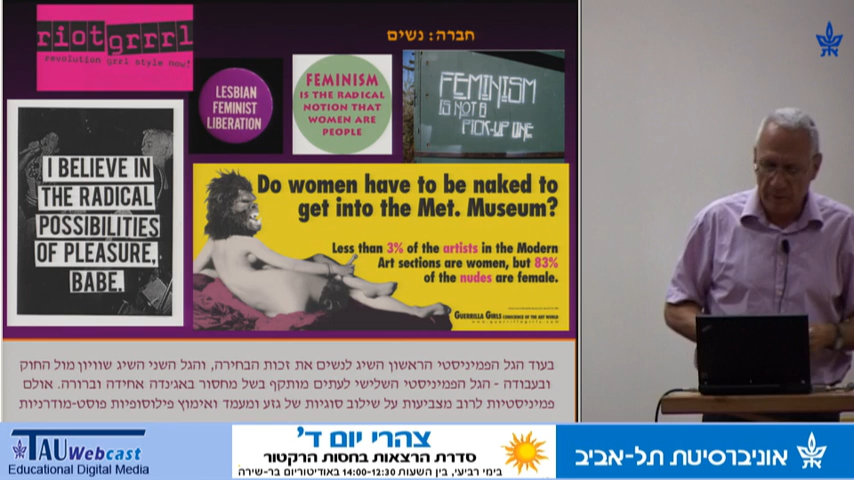 riotgrrrl
revolution grrl style now!
חברה: נשים
LESBIAN
FEMINIST
LIBERATION
FEMINISM
IS THE RADICAL
NOTION THAT
WOMEN ARE
PEOPLE
FEMINISM
IS NOT A
PICK-UP LINE
I BELIEVE IN
THE RADICAL
POSSIBILITIES
OF PLEASURE,
BABE.
Do women have to be naked to
get into the Met. Museum?
Less than 3% of the artists in the Modern
Art sections are women, but 83%
of the nudes are female.
GUERRILLA GIRLS CONSCIENCE OF THE ART WORLD
www.guerrillagirls.com
בעוד הגל הפמיניסטי הראשון השיג לנשים את זכות הבחירה, והגל השני השיג שוויון מול החוק
ובעבודה - הגל הפמיניסטי השלישי לעתים מותקף בשל מחסור באג'נדה אחידה וברורה. אולם
פמיניסטיות לרוב מצביעות על שילוב סוגיות של גזע ומעמד ואימוץ פילוסופיות פוסט-מודרניות
TAUWebcast
Educational Digital Media
צהרי יום ד'
סדרת הרצאות בחסות הרקטור
בימי רביעי, בין השעות 14:00-12:30 באודיטוריום בר-שירה
אוניברסיטת תל-אביב